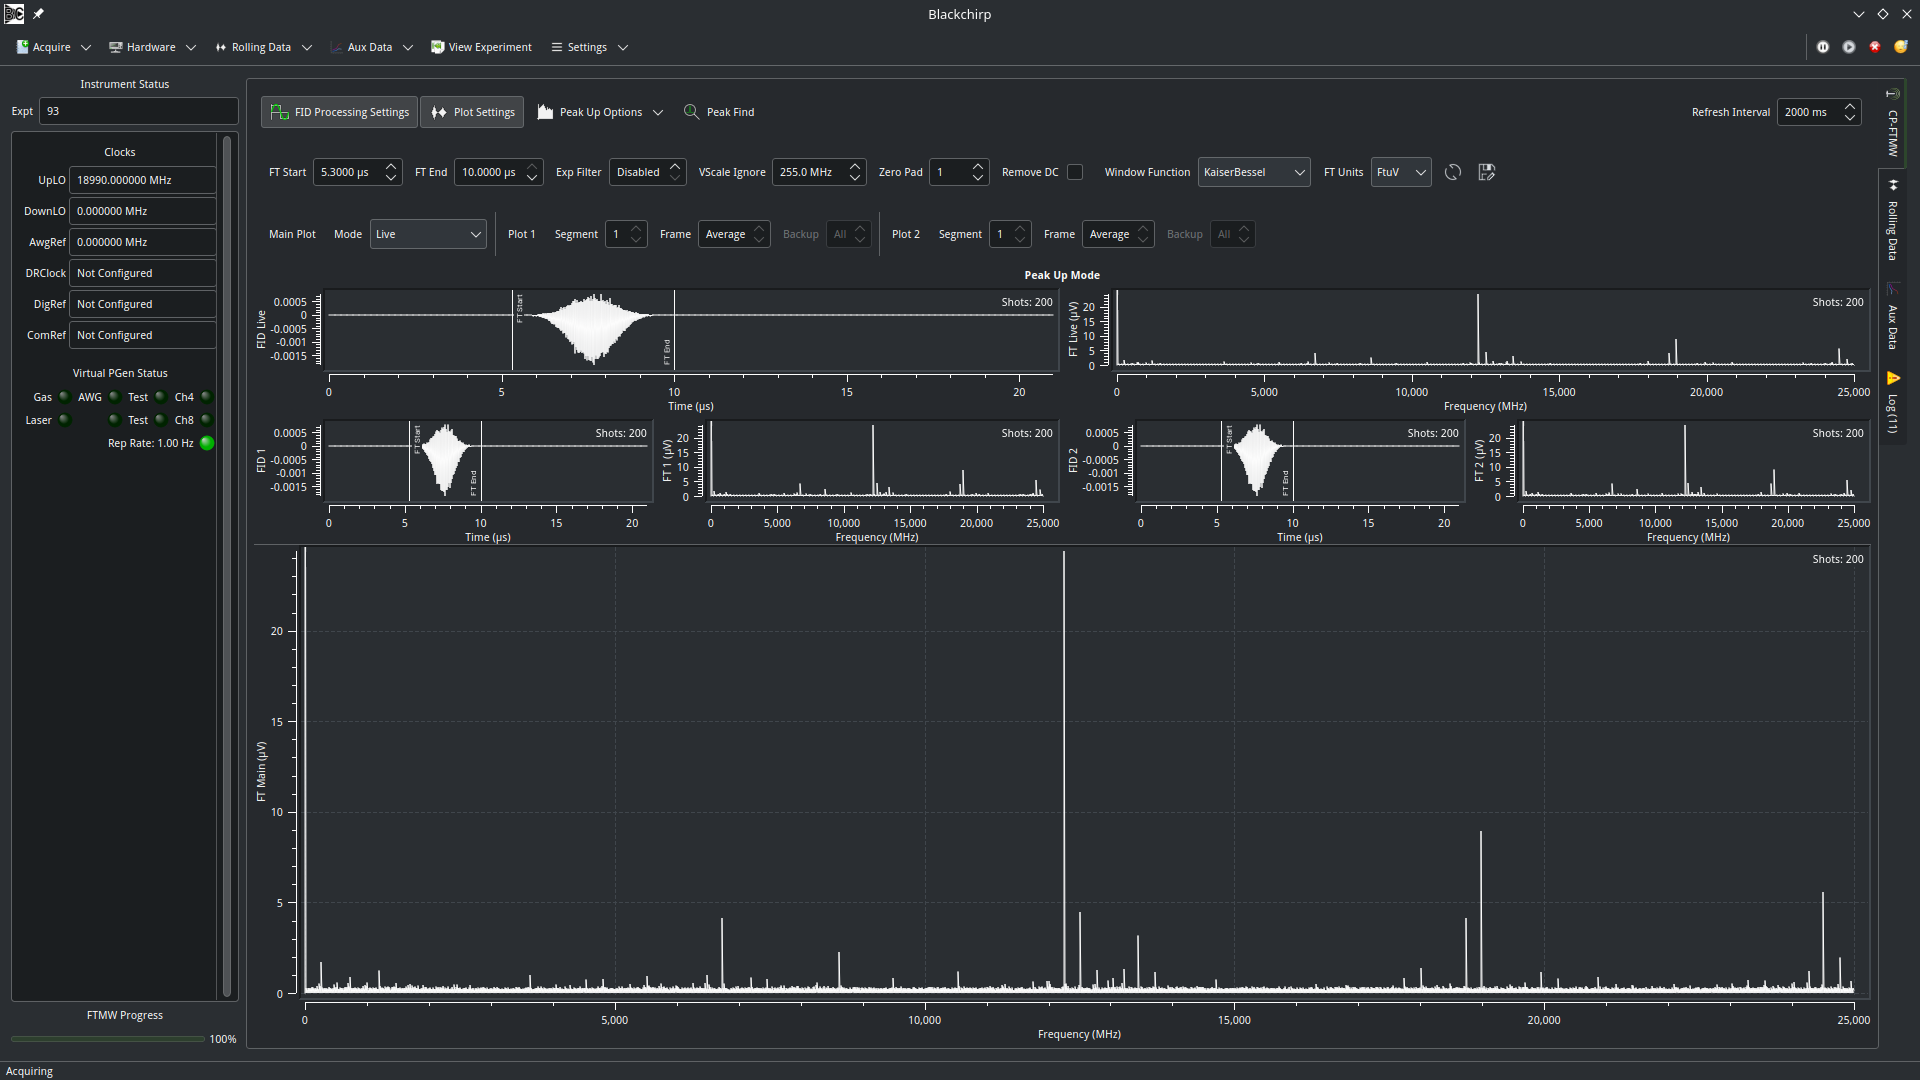 Blackchirp
Acquire Hardware Rolling Data Aux Data View Experiment Settings
Instrument Status
Expt 93
Clocks
UpLO 18990.000000 MHz
DownLO 0.000000 MHz
AwgRef 0.000000 MHz
DRClock Not Configured
DigRef Not Configured
ComRef Not Configured
Virtual PGen Status
Gas AWG Test Ch4
Laser Test Ch8
Rep Rate: 1.00 Hz
FTMW Progress
100%
Acquiring
FID Processing Settings Plot Settings Peak Up Options Peak Find Refresh Interval 2000 ms
FT Start 5.3000 µs FT End 10.0000 µs Exp Filter Disabled VScale Ignore 255.0 MHz Zero Pad 1 Remove DC Window Function KaiserBessel FT Units FtuV
Main Plot Mode Live Plot 1 Segment 1 Frame Average Backup All Plot 2 Segment 1 Frame Average Backup All
Peak Up Mode
FID Live
0.0005
0
-0.0005
-0.001
-0.0015
FT Start
FT End
Shots: 200
0 5 10 15 20
Time (µs)
FT Live (µV)
20
15
10
5
0
Shots: 200
0 5,000 10,000 15,000 20,000 25,000
Frequency (MHz)
FID 1
0.0005
0
-0.0005
-0.001
-0.0015
FT Start
FT End
Shots: 200
0 5 10 15 20
Time (µs)
FT 1 (µV)
20
15
10
5
0
Shots: 200
0 5,000 10,000 15,000 20,000 25,000
Frequency (MHz)
FID 2
0.0005
0
-0.0005
-0.001
-0.0015
FT Start
FT End
Shots: 200
0 5 10 15 20
Time (µs)
FT 2 (µV)
20
15
10
5
0
Shots: 200
0 5,000 10,000 15,000 20,000 25,000
Frequency (MHz)
FT Main (µV)
20
15
10
5
0
Shots: 200
0 5,000 10,000 15,000 20,000 25,000
Frequency (MHz)
CP-FTMW
Rolling Data
Aux Data
Log (11)